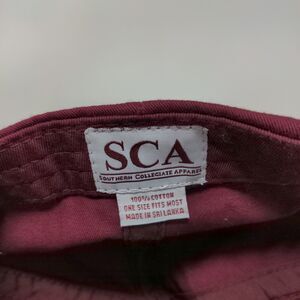 SCA
SOUTHERN COLLEGIATE APPAREL
100% COTTON
ONE SIZE FITS MOST
MADE IN SRI LANKA